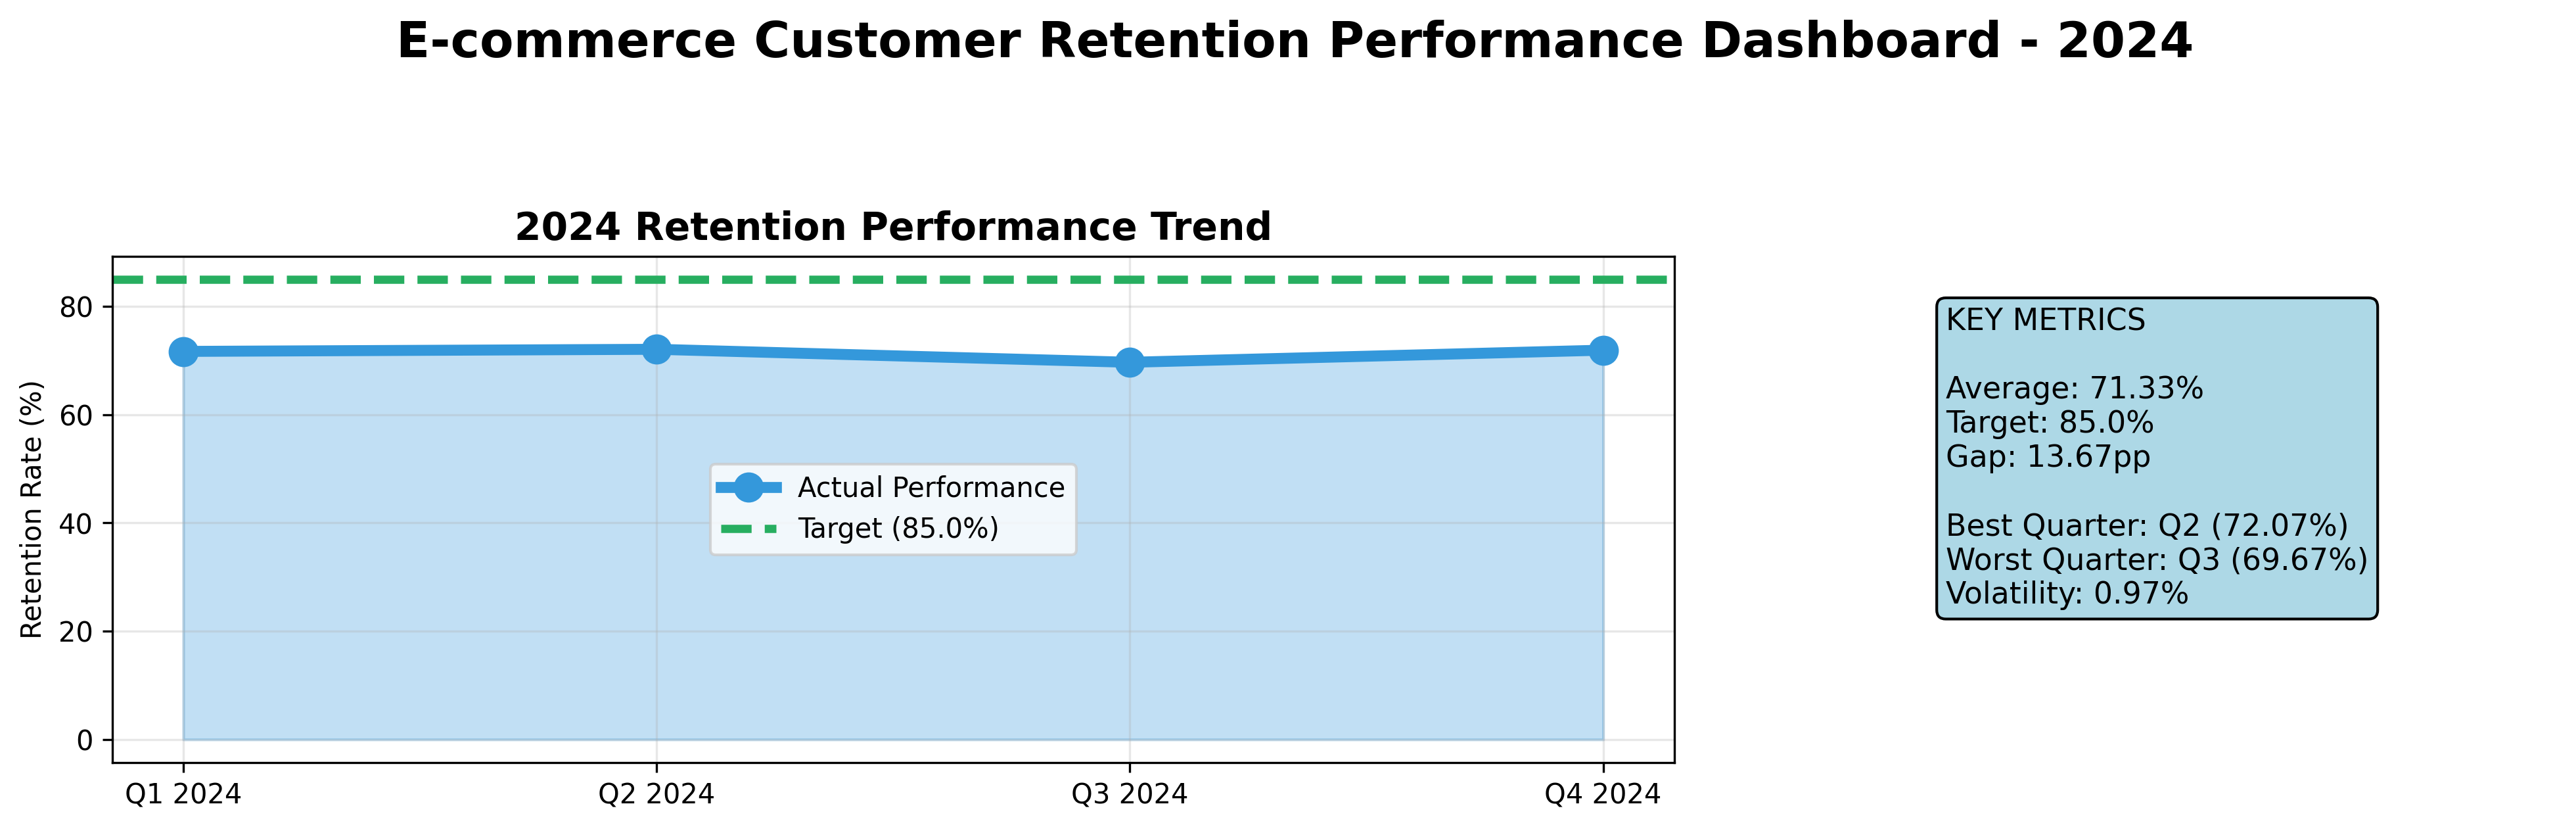 E-commerce Customer Retention Performance Dashboard - 2024
2024 Retention Performance Trend
Retention Rate (%)
80
60
40
20
0
Q1 2024
Q2 2024
Q3 2024
Q4 2024
Actual Performance
Target (85.0%)
KEY METRICS
Average: 71.33%
Target: 85.0%
Gap: 13.67pp
Best Quarter: Q2 (72.07%)
Worst Quarter: Q3 (69.67%)
Volatility: 0.97%